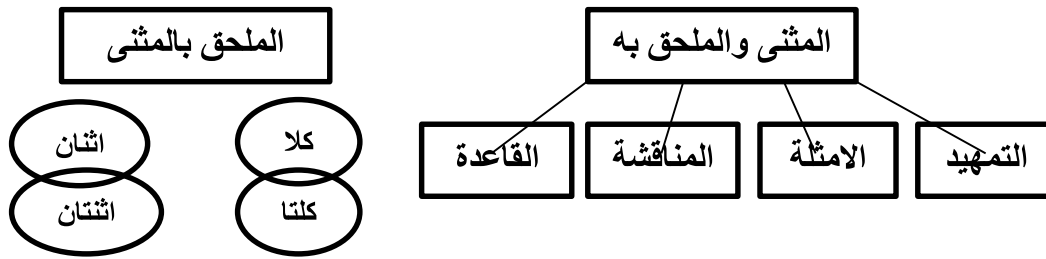 المثنى والملحق به
التمهيد
الامثلة
المناقشة
القاعدة
الملحق بالمثنى
كلا
كلتا
اثنان
اثنتان